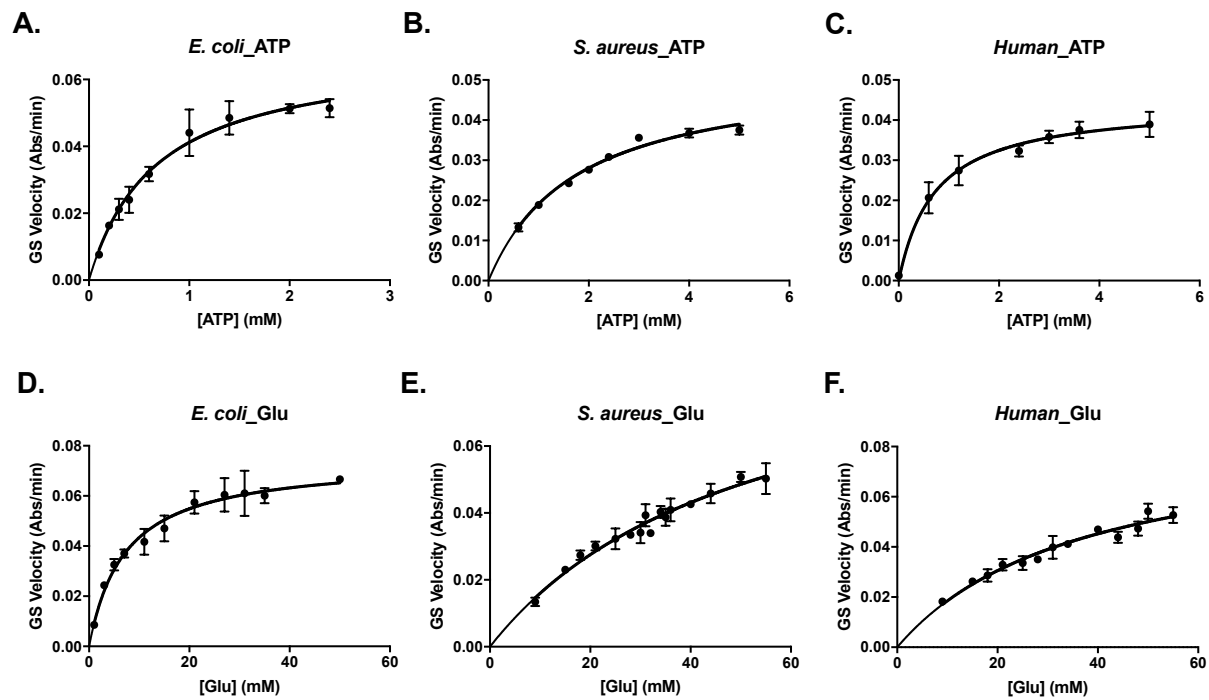 A.
E. coli_ATP
GS Velocity (Abs/min)
0.06
0.04
0.02
0.00
0 1 2 3
[ATP] (mM)
B.
S. aureus_ATP
GS Velocity (Abs/min)
0.05
0.04
0.03
0.02
0.01
0.00
0 2 4 6
[ATP] (mM)
C.
Human_ATP
GS Velocity (Abs/min)
0.05
0.04
0.03
0.02
0.01
0.00
0 2 4 6
[ATP] (mM)
D.
E. coli_Glu
GS Velocity (Abs/min)
0.08
0.06
0.04
0.02
0.00
0 20 40 60
[Glu] (mM)
E.
S. aureus_Glu
GS Velocity (Abs/min)
0.06
0.04
0.02
0.00
0 20 40 60
[Glu] (mM)
F.
Human_Glu
GS Velocity (Abs/min)
0.08
0.06
0.04
0.02
0.00
0 20 40 60
[Glu] (mM)